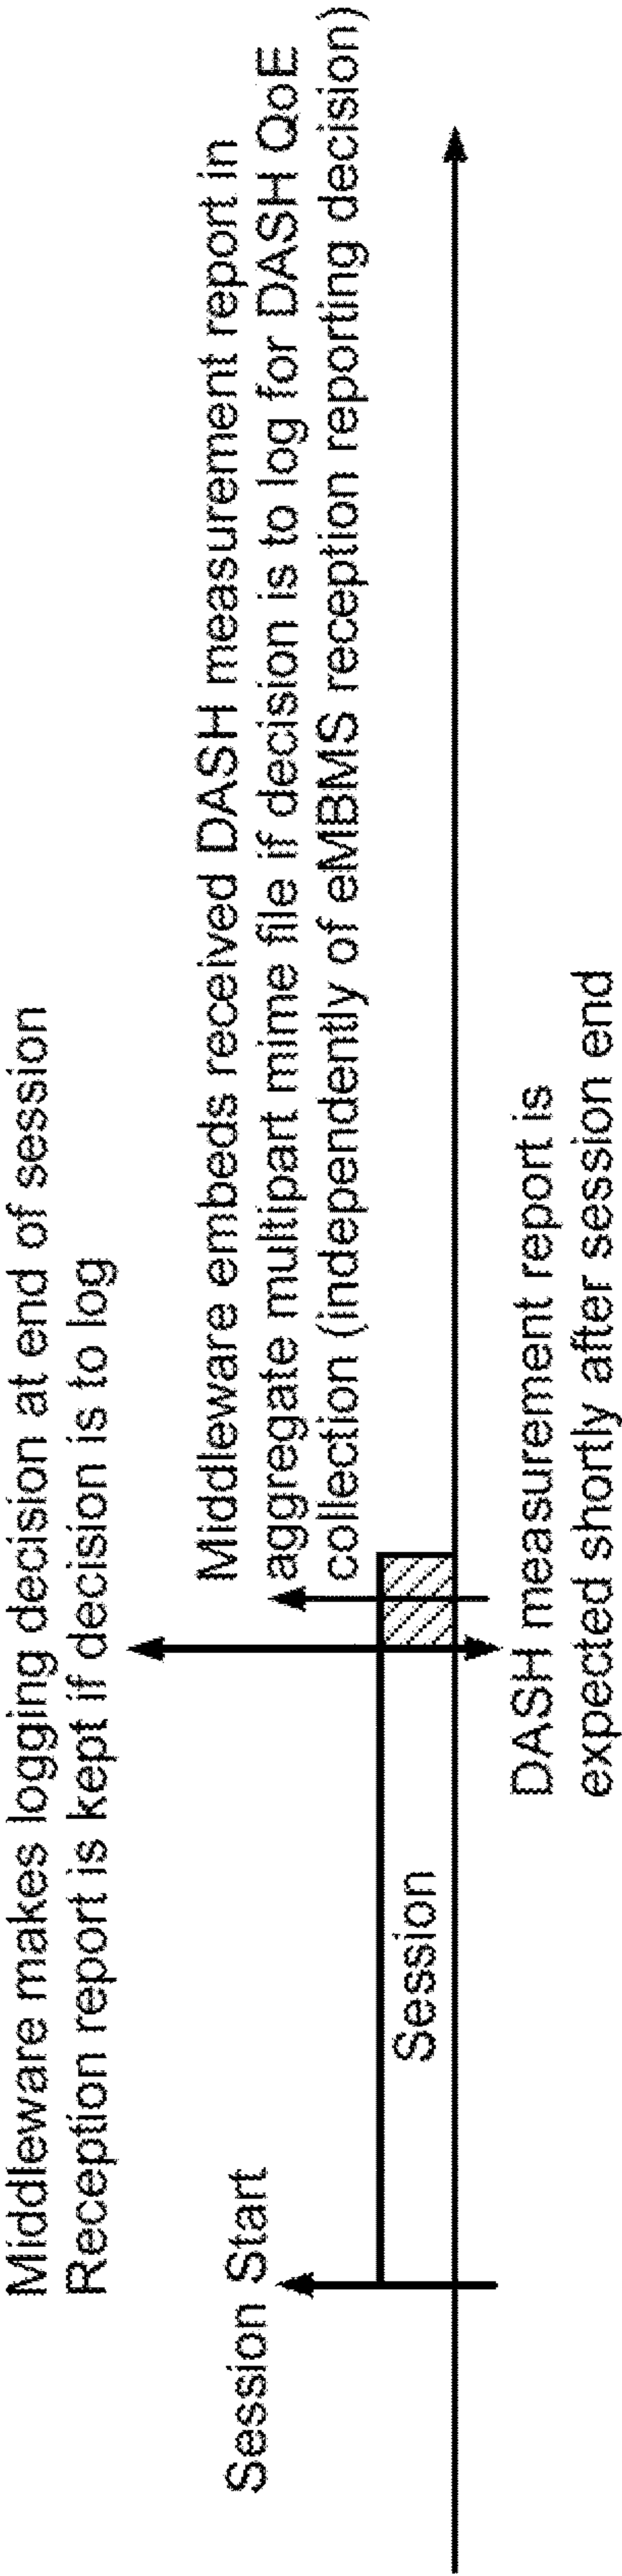 Middleware makes logging decision at end of session
Reception report is kept if decision is to log
Middleware embeds received DASH measurement report in
aggregate multipart mime file if decision is to log for DASH QoE
collection (independently of eMBMS reception reporting decision)
Session Start
Session
DASH measurement report is
expected shortly after session end